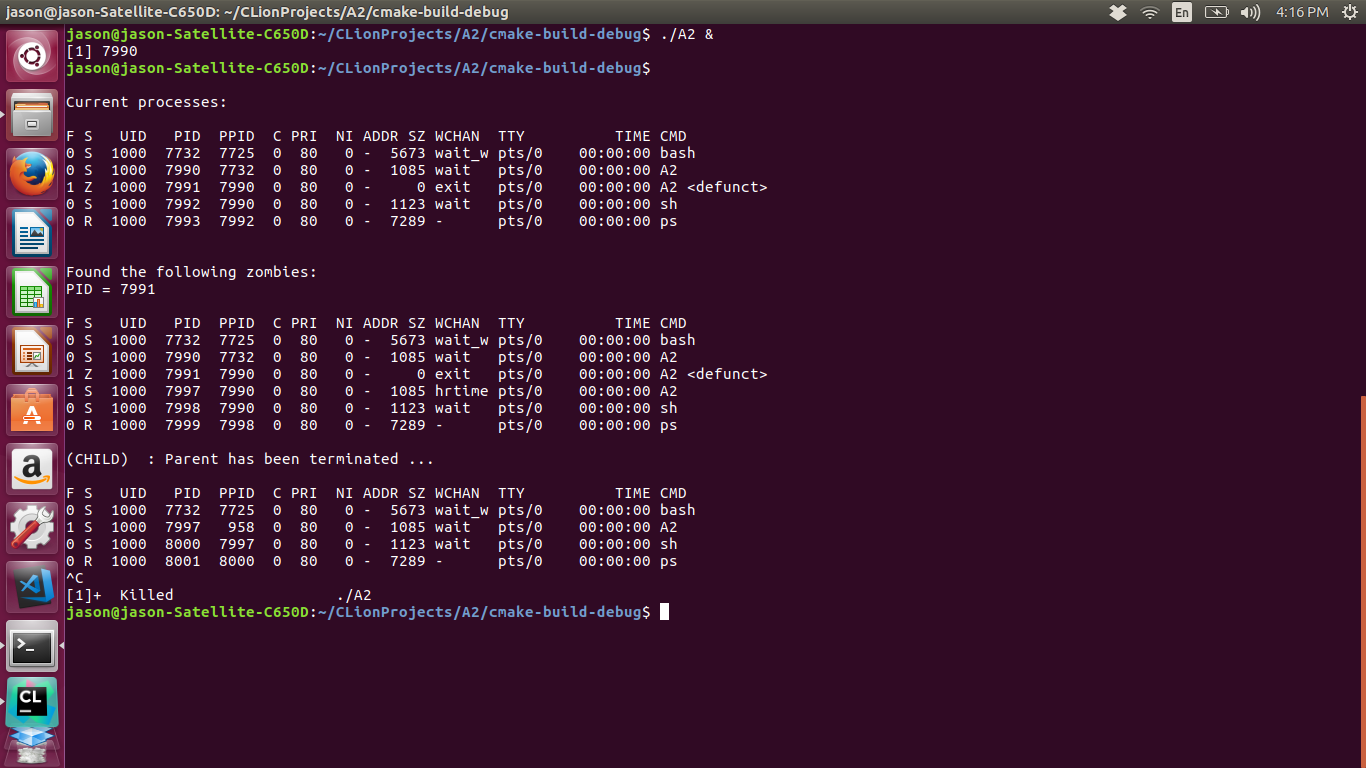 jason@jason-Satellite-C650D: ~/CLionProjects/A2/cmake-build-debug En 4:16 PM
jason@jason-Satellite-C650D:~/CLionProjects/A2/cmake-build-debug$ ./A2 &
[1] 7990
jason@jason-Satellite-C650D:~/CLionProjects/A2/cmake-build-debug$
Current processes:
F S   UID   PID  PPID  C PRI  NI ADDR SZ WCHAN  TTY          TIME CMD
0 S  1000  7732  7725  0  80   0 -  5673 wait_w pts/0    00:00:00 bash
0 S  1000  7990  7732  0  80   0 -  1085 wait   pts/0    00:00:00 A2
1 Z  1000  7991  7990  0  80   0 -     0 exit   pts/0    00:00:00 A2 <defunct>
0 S  1000  7992  7990  0  80   0 -  1123 wait   pts/0    00:00:00 sh
0 R  1000  7993  7992  0  80   0 -  7289 -      pts/0    00:00:00 ps
Found the following zombies:
PID = 7991
F S   UID   PID  PPID  C PRI  NI ADDR SZ WCHAN  TTY          TIME CMD
0 S  1000  7732  7725  0  80   0 -  5673 wait_w pts/0    00:00:00 bash
0 S  1000  7990  7732  0  80   0 -  1085 wait   pts/0    00:00:00 A2
1 Z  1000  7991  7990  0  80   0 -     0 exit   pts/0    00:00:00 A2 <defunct>
1 S  1000  7997  7990  0  80   0 -  1085 hrtime pts/0    00:00:00 A2
0 S  1000  7998  7990  0  80   0 -  1123 wait   pts/0    00:00:00 sh
0 R  1000  7999  7998  0  80   0 -  7289 -      pts/0    00:00:00 ps
(CHILD)  : Parent has been terminated ...
F S   UID   PID  PPID  C PRI  NI ADDR SZ WCHAN  TTY          TIME CMD
0 S  1000  7732  7725  0  80   0 -  5673 wait_w pts/0    00:00:00 bash
1 S  1000  7997   958  0  80   0 -  1085 wait   pts/0    00:00:00 A2
0 S  1000  8000  7997  0  80   0 -  1123 wait   pts/0    00:00:00 sh
0 R  1000  8001  8000  0  80   0 -  7289 -      pts/0    00:00:00 ps
^C
[1]+  Killed                  ./A2
jason@jason-Satellite-C650D:~/CLionProjects/A2/cmake-build-debug$
A
a
>_
CL